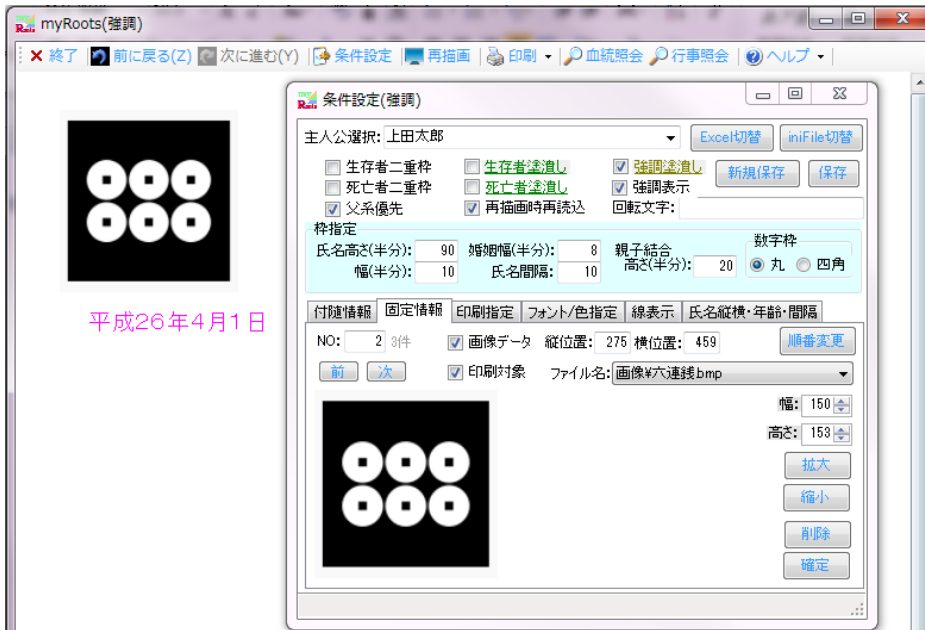 myRoots(強調)
終了 前に戻る(Z) 次に進む(Y) 条件設定 再描画 印刷 血統照会 行事照会 ヘルプ
平成26年4月1日
条件設定(強調)
主人公選択: 上田太郎 Excel切替 iniFile切替
生存者二重枠 生存者塗潰し 強調塗潰し 新規保存 保存
死亡者二重枠 死亡者塗潰し 強調表示
父系優先 再描画時再読込 回転文字:
枠指定
氏名高さ(半分): 90 婚姻幅(半分): 8 親子結合 数字枠
幅(半分): 10 氏名間隔: 10 高さ(半分): 20 丸 四角
付随情報 固定情報 印刷指定 フォント/色指定 線表示 氏名縦横・年齢・間隔
NO: 2 3件 画像データ 縦位置: 275 横位置: 459 順番変更
前 次 印刷対象 ファイル名: 画像¥六連銭bmp
幅: 150
高さ: 153
拡大
縮小
削除
確定